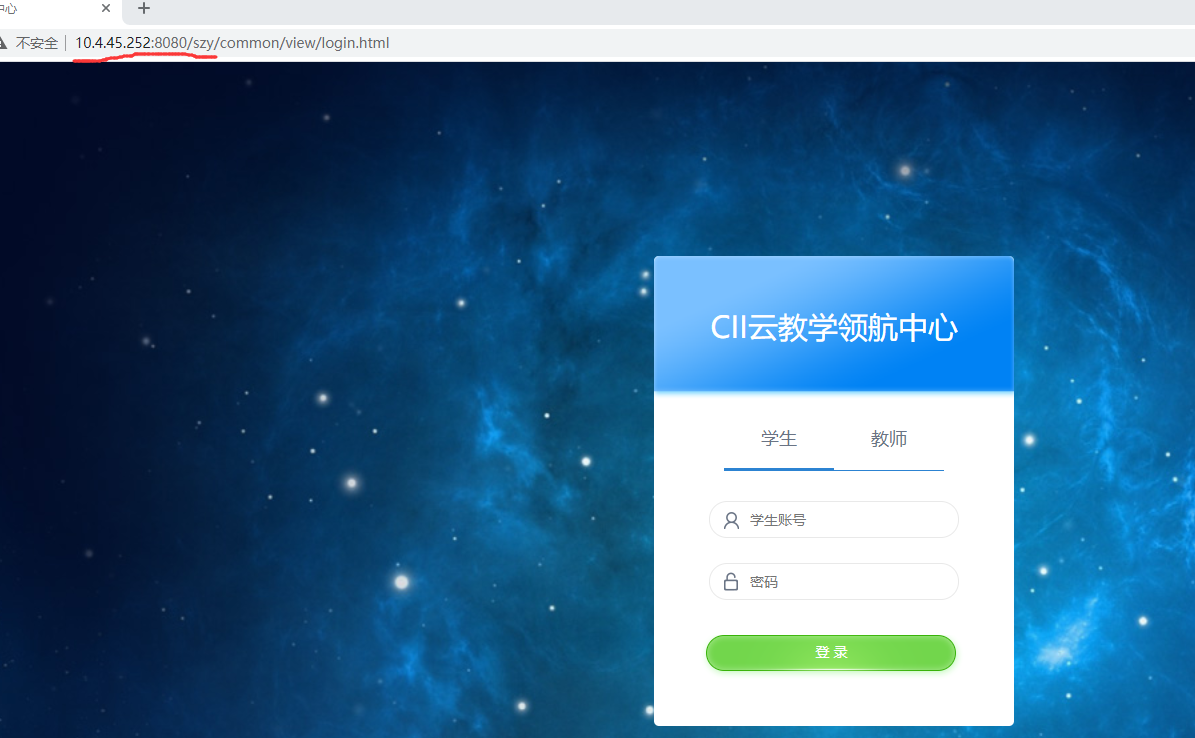 中心
不安全 10.4.45.252:8080/szy/common/view/login.html
CII云教学领航中心
学生 教师
学生账号
密码
登录